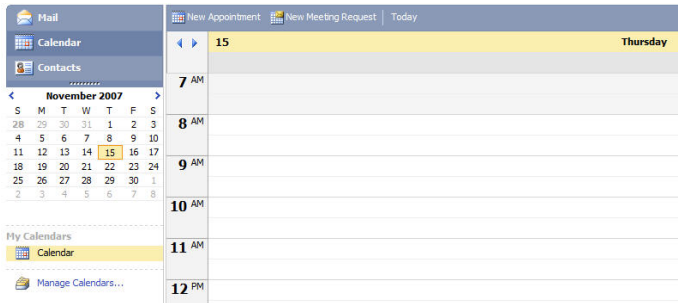 Mail
Calendar
Contacts
November 2007
S M T W T F S
28 29 30 31 1 2 3
4 5 6 7 8 9 10
11 12 13 14 15 16 17
18 19 20 21 22 23 24
25 26 27 28 29 30 1
2 3 4 5 6 7 8
My Calendars
Calendar
Manage Calendars...
New Appointment New Meeting Request Today
15 Thursday
7 AM
8 AM
9 AM
10 AM
11 AM
12 PM